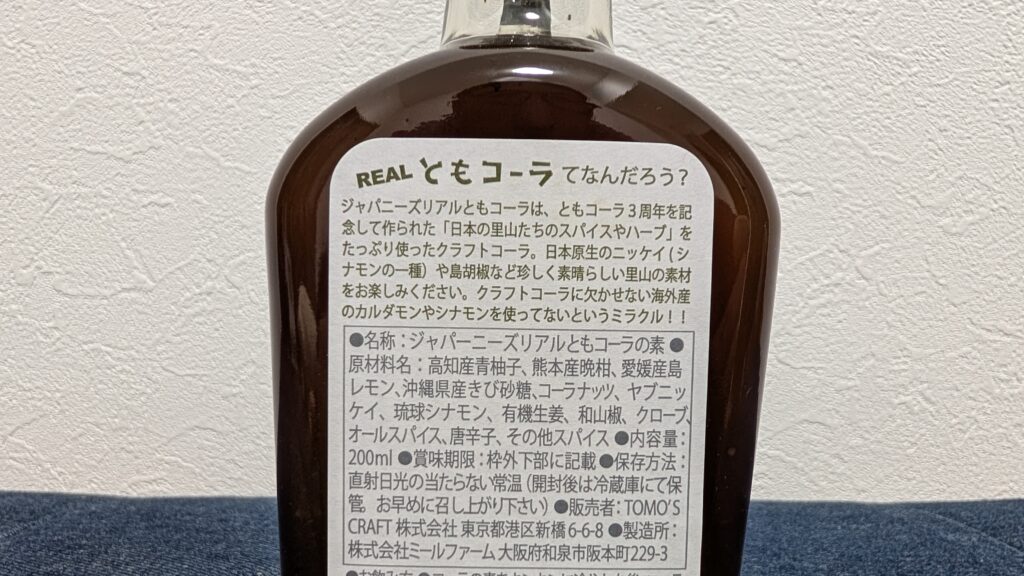 REAL ともコーラ てなんだろう?
ジャパニーズリアルともコーラは、ともコーラ3周年を記
念して作られた「日本の里山たちのスパイスやハーブ」を
たっぷり使ったクラフトコーラ。日本原生のニッケイ(シ
ナモンの一種)や島胡椒など珍しく素晴らしい里山の素材
をお楽しみください。クラフトコーラに欠かせない海外産
のカルダモンやシナモンを使ってないというミラクル!!
●名称:ジャパーニーズリアルともコーラの素 ●
原材料名:高知産青柚子、熊本産晩柑、愛媛産島
レモン、沖縄県産きび砂糖、コーラナッツ、ヤブニッ
ケイ、琉球シナモン、有機生姜、和山椒、クローブ、
オールスパイス、唐辛子、その他スパイス ●内容量:
200ml ●賞味期限:枠外下部に記載 ●保存方法:
直射日光の当たらない常温(開封後は冷蔵庫にて保
管。お早めに召し上がり下さい) ●販売者:TOMO'S
CRAFT 株式会社 東京都港区新橋 6-6-8 ●製造所:
株式会社ミールファーム 大阪府和泉市阪本町229-3